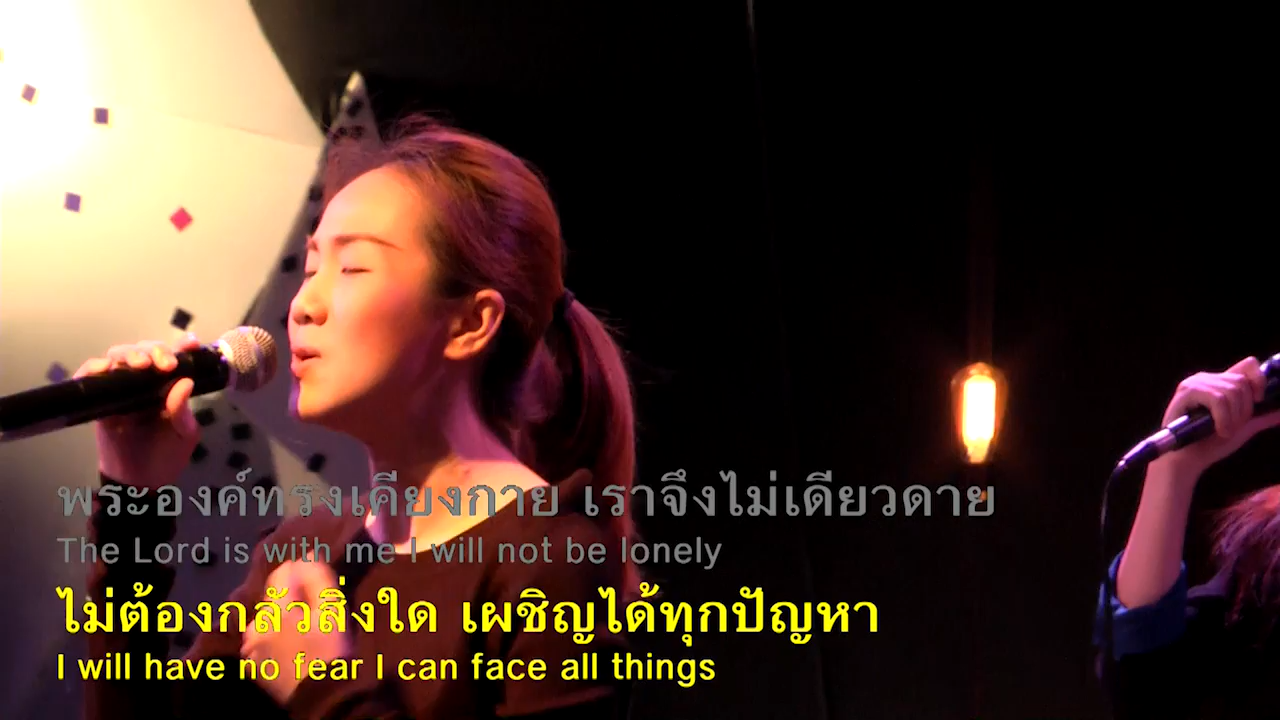 พระองค์ทรงเคียงกาย เราจึงไม่เดียวดาย
The Lord is with me I will not be lonely
ไม่ต้องกลัวสิ่งใด เผชิญได้ทุกปัญหา
I will have no fear I can face all things